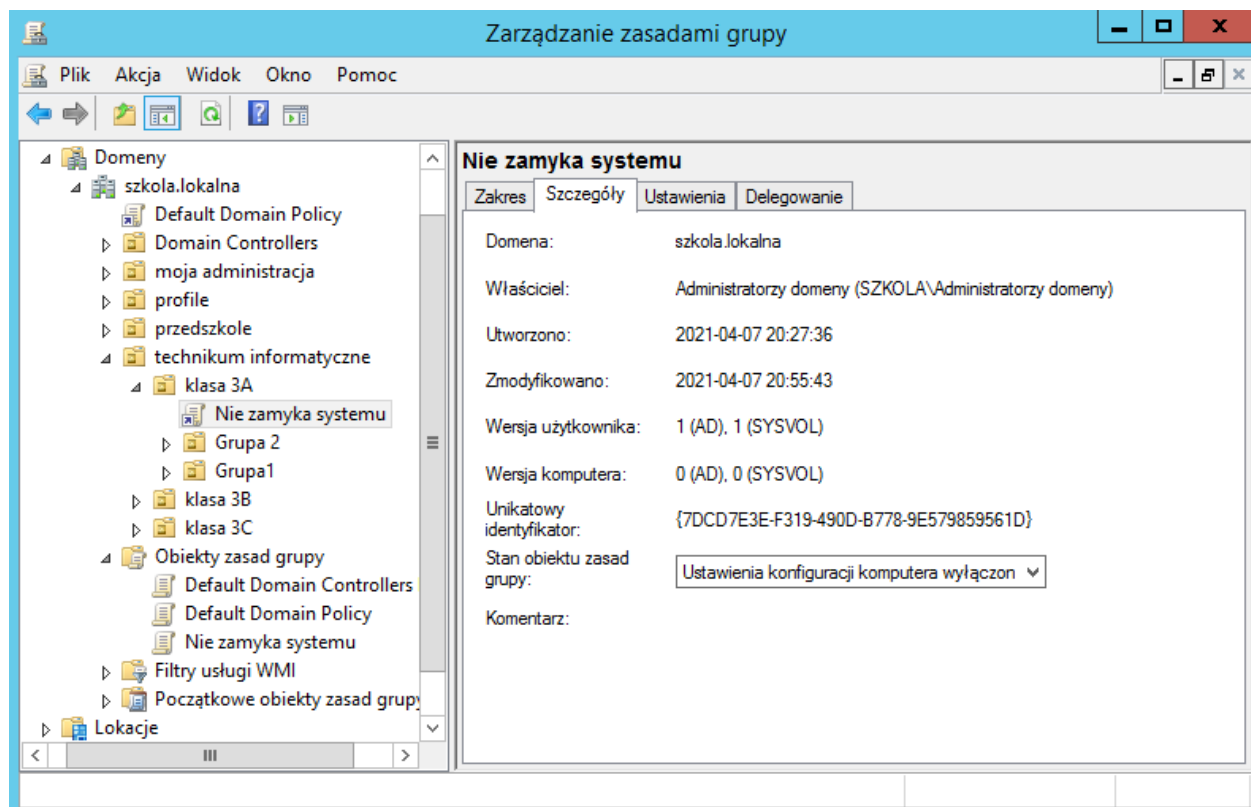 Zarządzanie zasadami grupy
Plik Akcja Widok Okno Pomoc
Domeny
szkola.lokalna
Default Domain Policy
Domain Controllers
moja administracja
profile
przedszkole
technikum informatyczne
klasa 3A
Nie zamyka systemu
Grupa 2
Grupa1
klasa 3B
klasa 3C
Obiekty zasad grupy
Default Domain Controllers
Default Domain Policy
Nie zamyka systemu
Filtry usługi WMI
Początkowe obiekty zasad grupy
Lokacje
Nie zamyka systemu
Zakres Szczegóły Ustawienia Delegowanie
Domena: szkola.lokalna
Właściciel: Administratorzy domeny (SZKOLA\Administratorzy domeny)
Utworzono: 2021-04-07 20:27:36
Zmodyfikowano: 2021-04-07 20:55:43
Wersja użytkownika: 1 (AD), 1 (SYSVOL)
Wersja komputera: 0 (AD), 0 (SYSVOL)
Unikatowy
identyfikator: {7DCD7E3E-F319-490D-B778-9E579859561D}
Stan obiektu zasad
grupy: Ustawienia konfiguracji komputera wyłączon
Komentarz: